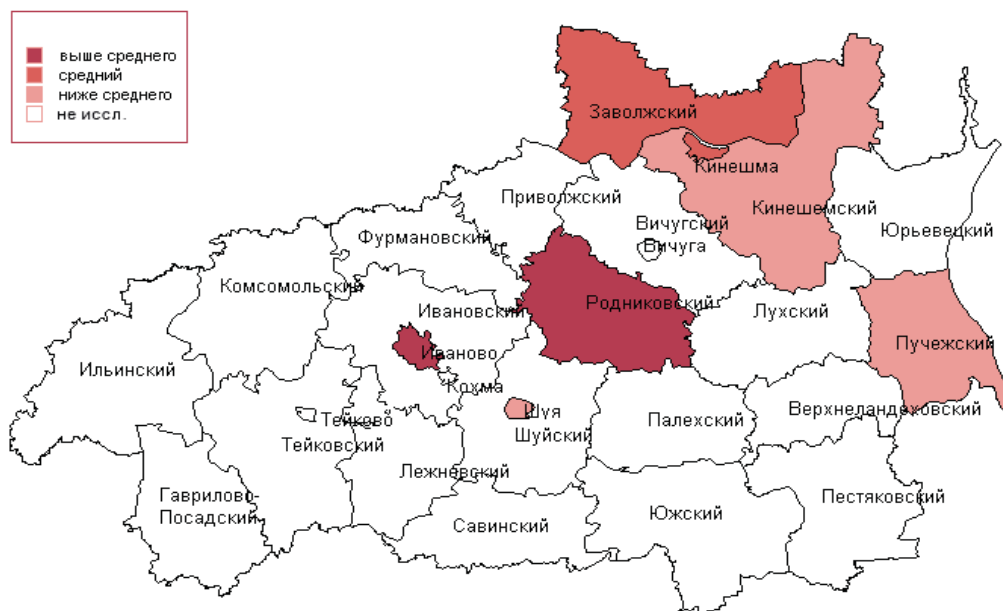 выше среднего
средний
ниже среднего
не иссл.
Заволжский
Кинешма
Приволжский
Кинешемский
Вичугский
Вичуга
Юрьевецкий
Фурмановский
Комсомольский
Родниковский
Ивановский
Лухский
Пучежский
Иваново
Ильинский
Кохма
Шуя
Верхнеландеховский
Тейково
Палехский
Шуйский
Тейковский
Лежневский
Гаврилово-
Посадский
Пестяковский
Южский
Савинский